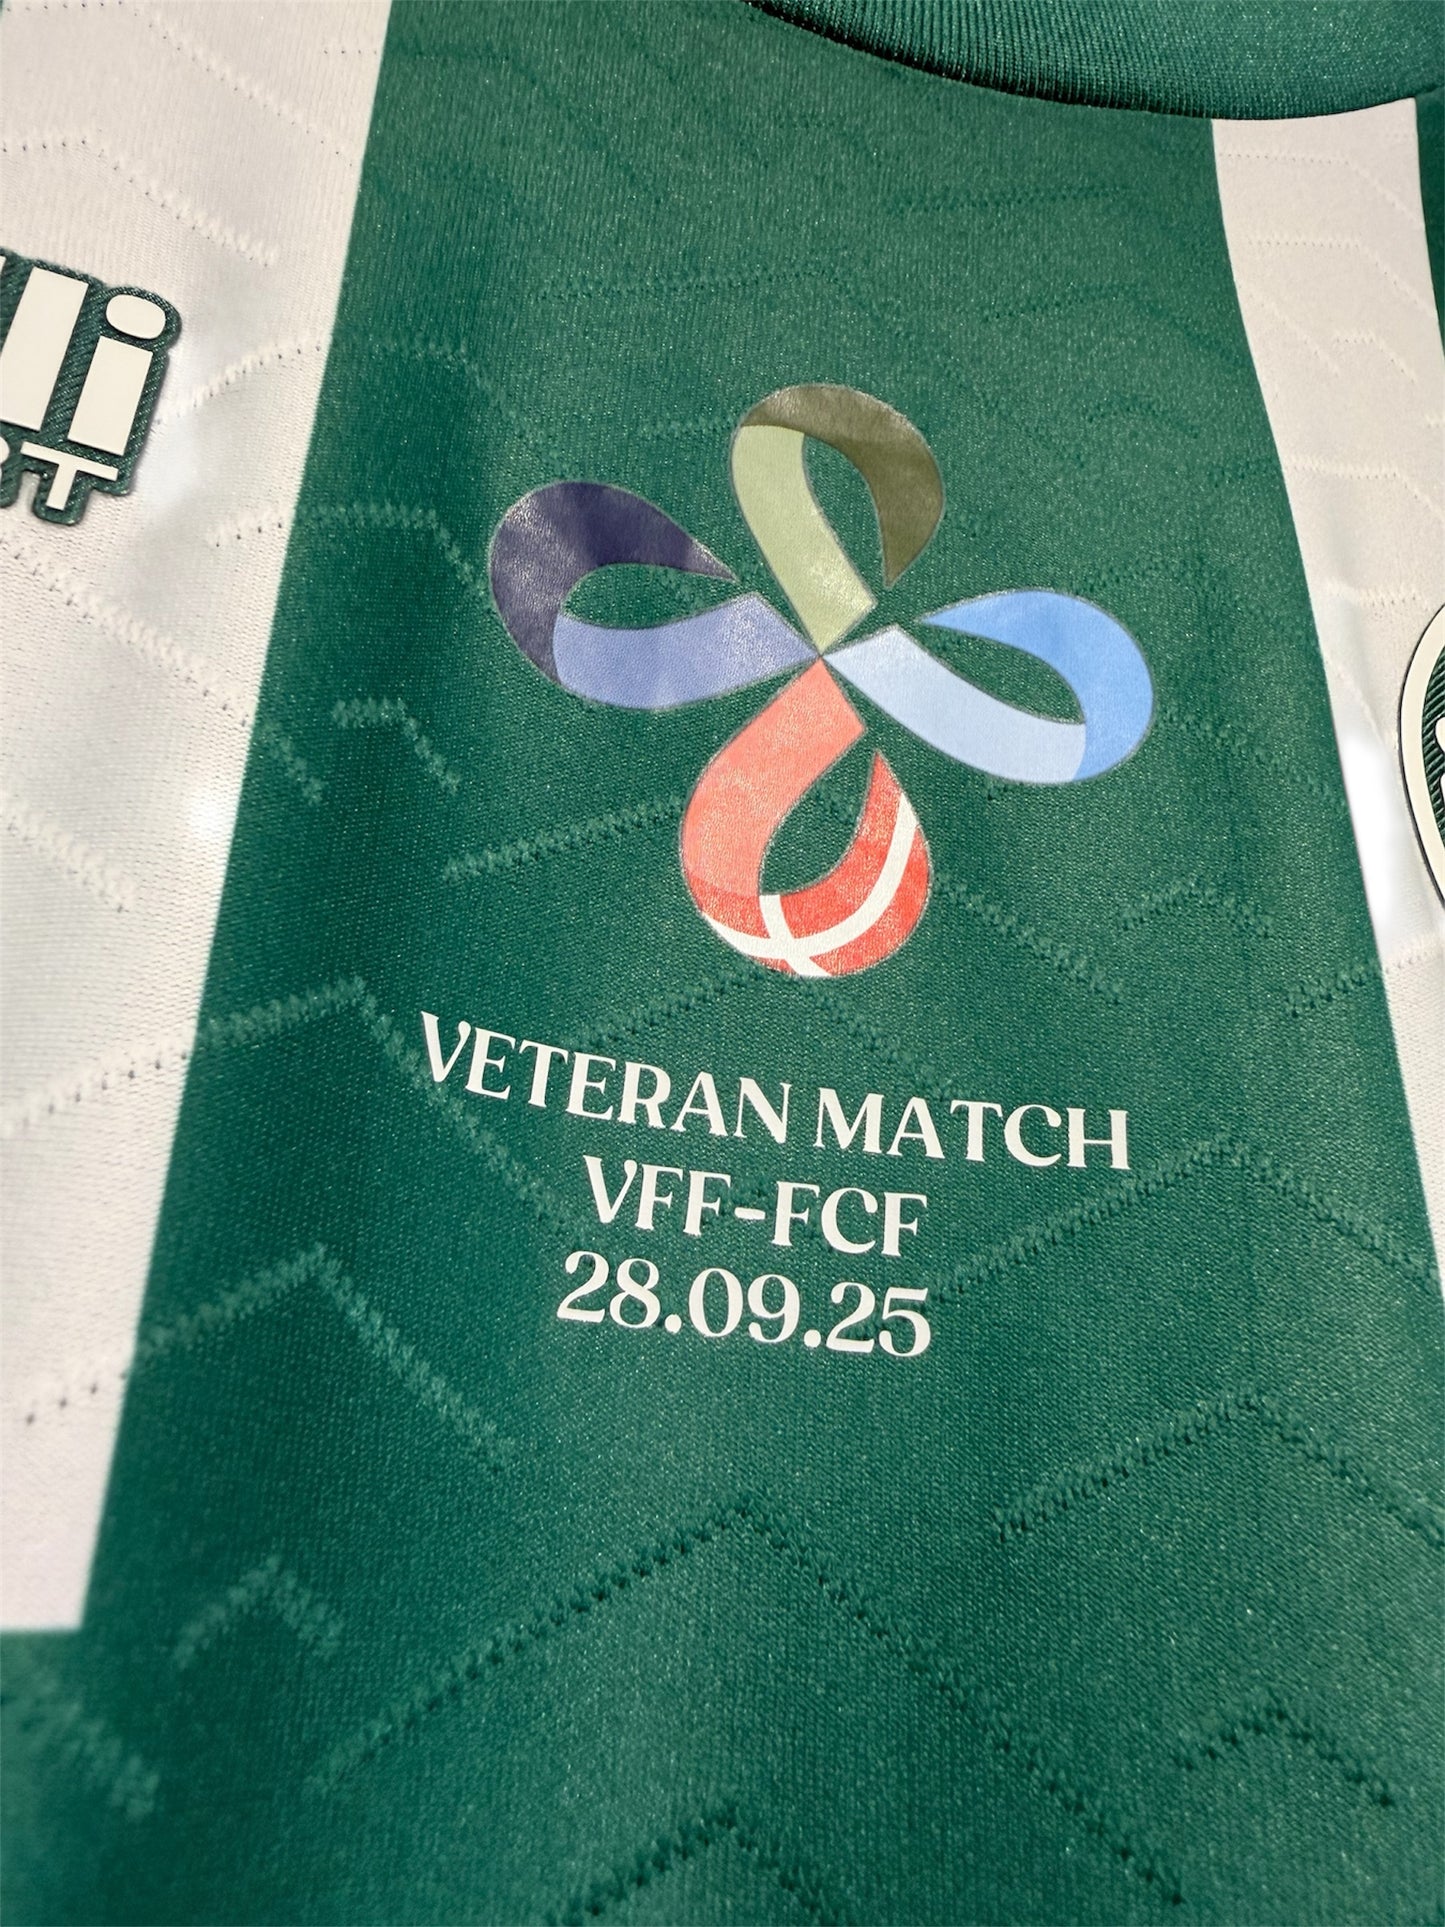 VETERAN MATCH
VFF-FCF
28.09.25